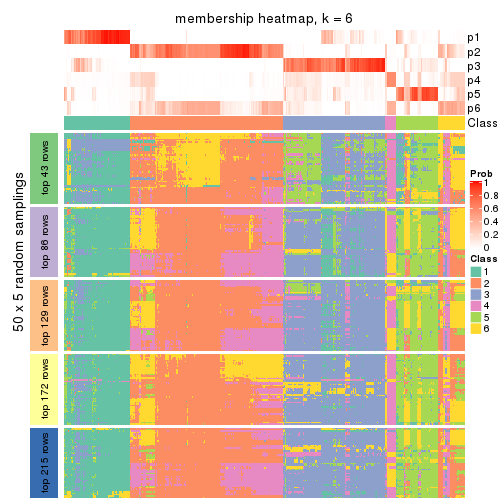 membership heatmap, k = 6
p1
p2
p3
p4
p5
p6
Class
50 x 5 random samplings
top 43 rows
top 86 rows
top 129 rows
top 172 rows
top 215 rows
Prob
1
0.8
0.6
0.4
0.2
0
Class
1
2
3
4
5
6